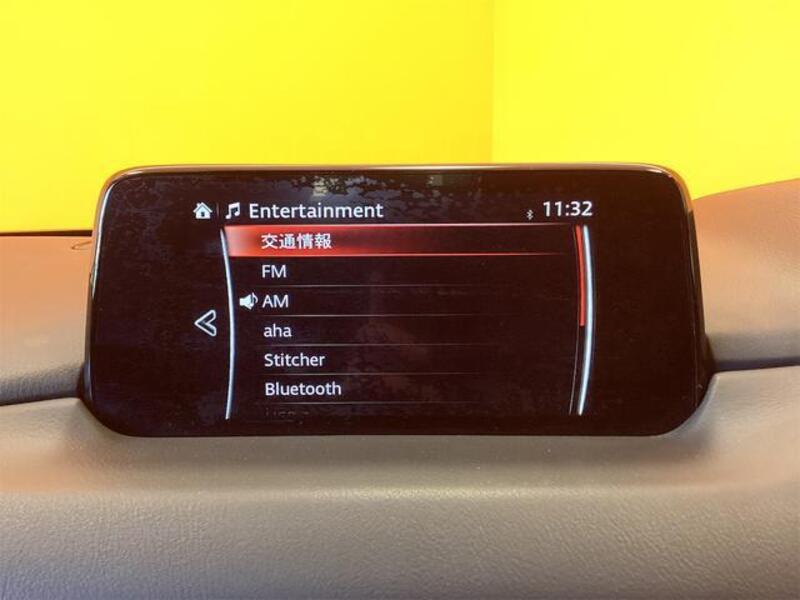 Entertainment 11:32
交通情報
FM
AM
aha
Stitcher
Bluetooth